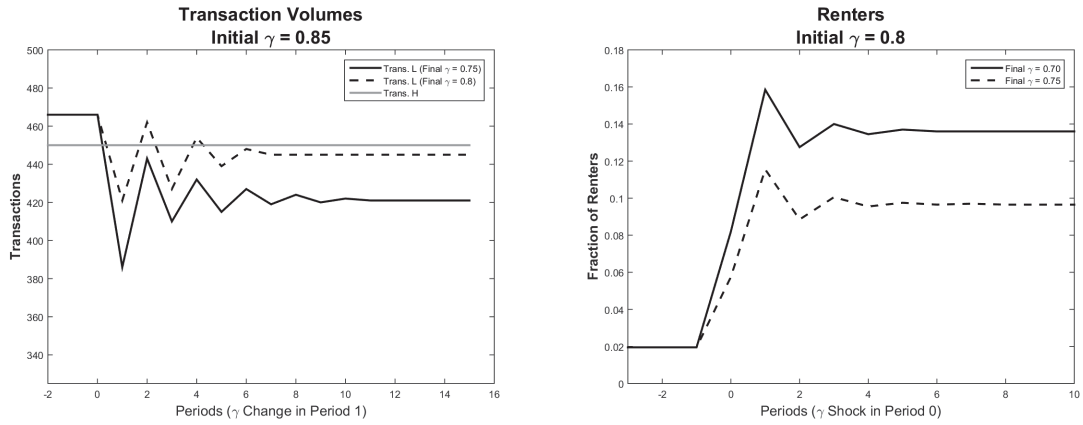 Transaction Volumes
Initial γ = 0.85
500
480
460
440
420
400
380
360
340
Transactions
Trans. L (Final γ = 0.75)
Trans. L (Final γ = 0.8)
Trans. H
-2 0 2 4 6 8 10 12 14 16
Periods (γ Change in Period 1)
Renters
Initial γ = 0.8
0.18
0.16
0.14
0.12
0.1
0.08
0.06
0.04
0.02
0
Fraction of Renters
Final γ = 0.70
Final γ = 0.75
-2 0 2 4 6 8 10
Periods (γ Shock in Period 0)